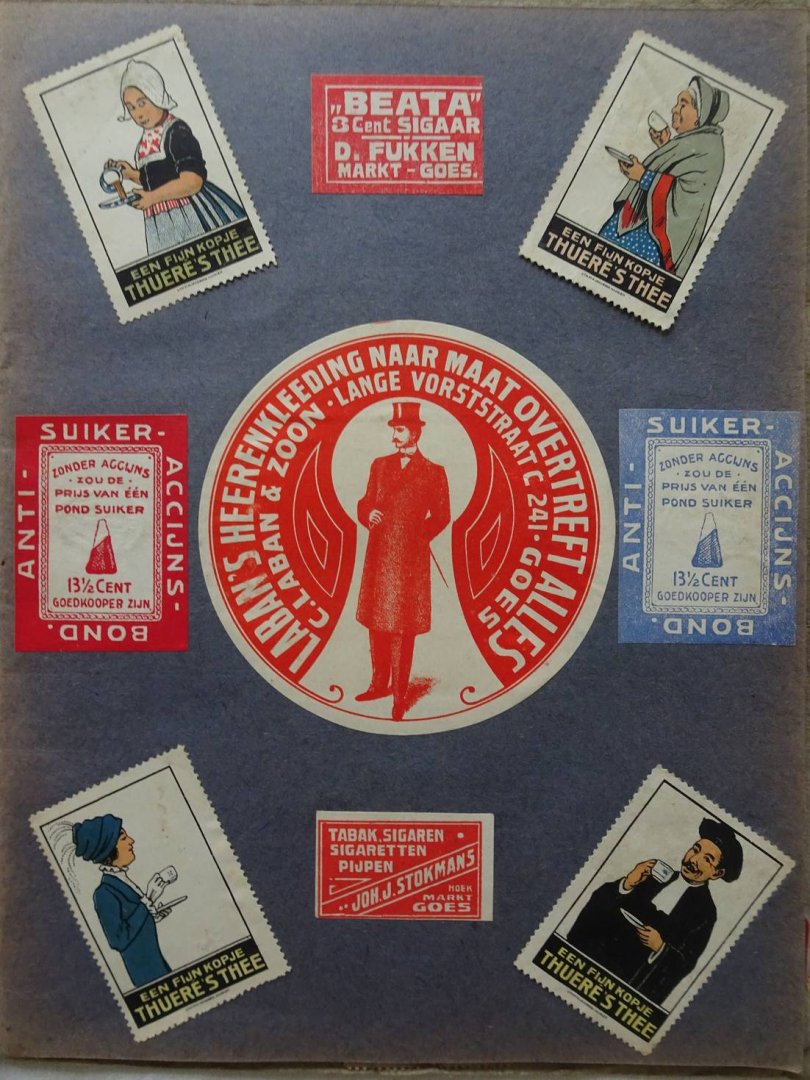 EEN FIJN KOPJE
THUERE'S THEE
„BEATA"
3 Cent SIGAAR
D. FUKKEN
MARKT - GOES.
EEN FIJN KOPJE
THUERE'S THEE
ANTI-
SUIKER-
ACCIJNS-
BOND.
ZONDER ACCIJNS
ZOU DE
PRIJS VAN ÉÉN
POND SUIKER
13½ CENT
GOEDKOOPER ZIJN
LABAN'S HEERENKLEEDING NAAR MAAT OVERTREFT ALLES
C. LABAN & ZOON · LANGE VORSTSTRAAT C 241 · GOES
ANTI-
SUIKER-
ACCIJNS-
BOND.
ZONDER ACCIJNS
ZOU DE
PRIJS VAN ÉÉN
POND SUIKER
13½ CENT
GOEDKOOPER ZIJN
EEN FIJN KOPJE
THUERE'S THEE
TABAK, SIGAREN
SIGARETTEN
PIJPEN
JOH. J. STOKMANS
HOEK
MARKT
GOES
EEN FIJN KOPJE
THUERE'S THEE